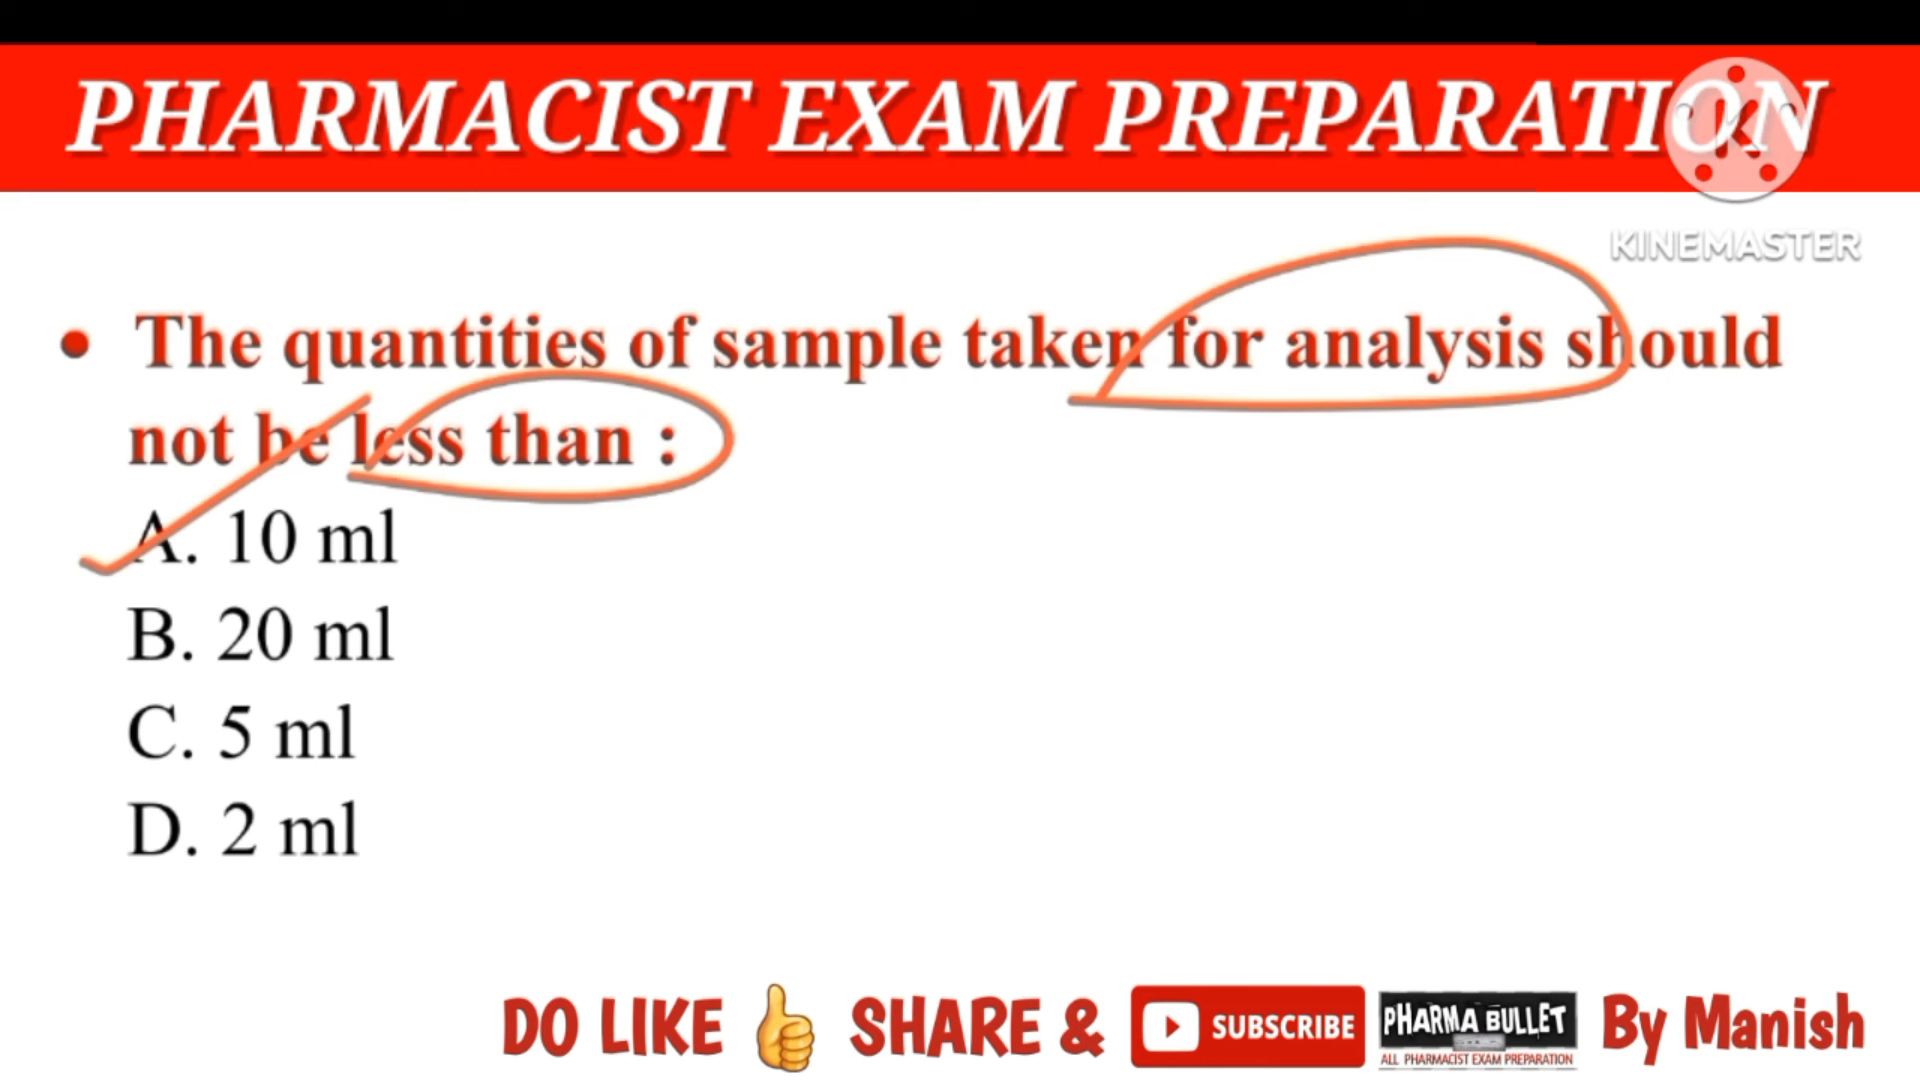 PHARMACIST EXAM PREPARATION
KINEMASTER
• The quantities of sample taken for analysis should
not be less than :
A. 10 ml
B. 20 ml
C. 5 ml
D. 2 ml
DO LIKE 👍 SHARE & SUBSCRIBE PHARMA BULLET By Manish
ALL PHARMACIST EXAM PREPARATION